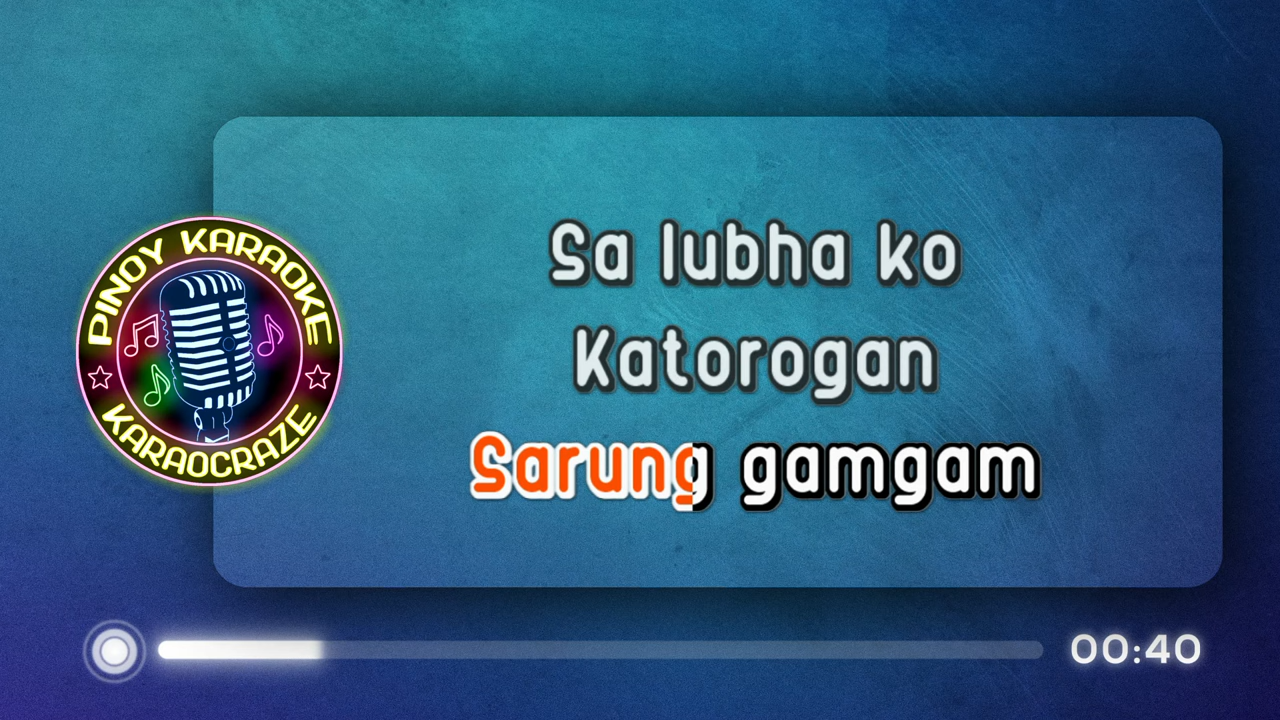 PINOY KARAOKE
KARAOCRAZE
Sa lubha ko
Katorogan
Sarung gamgam
00:40